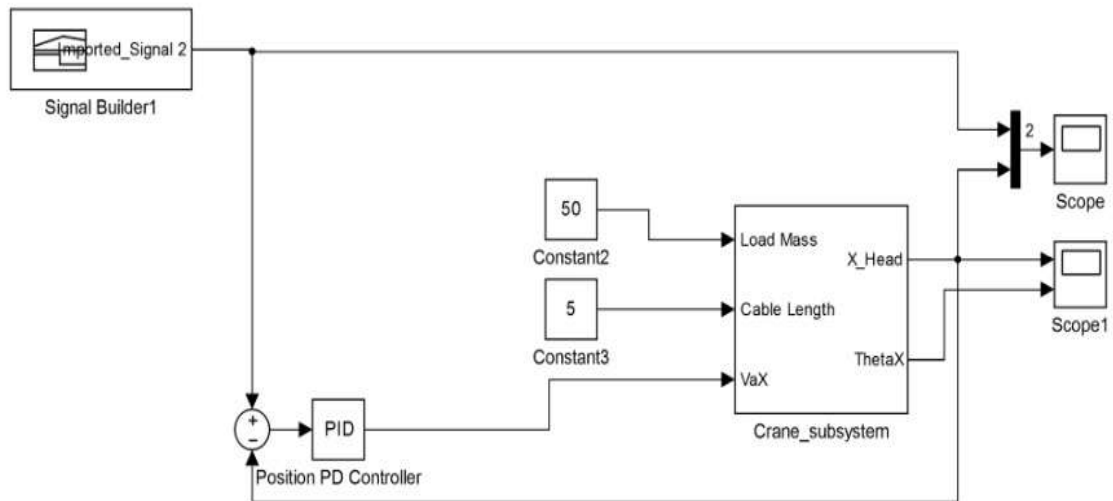 Imported_Signal 2
Signal Builder1
2
Scope
50
Constant2
Load Mass
X_Head
5
Constant3
Cable Length
Scope1
ThetaX
VaX
Crane_subsystem
+
−
PID
Position PD Controller